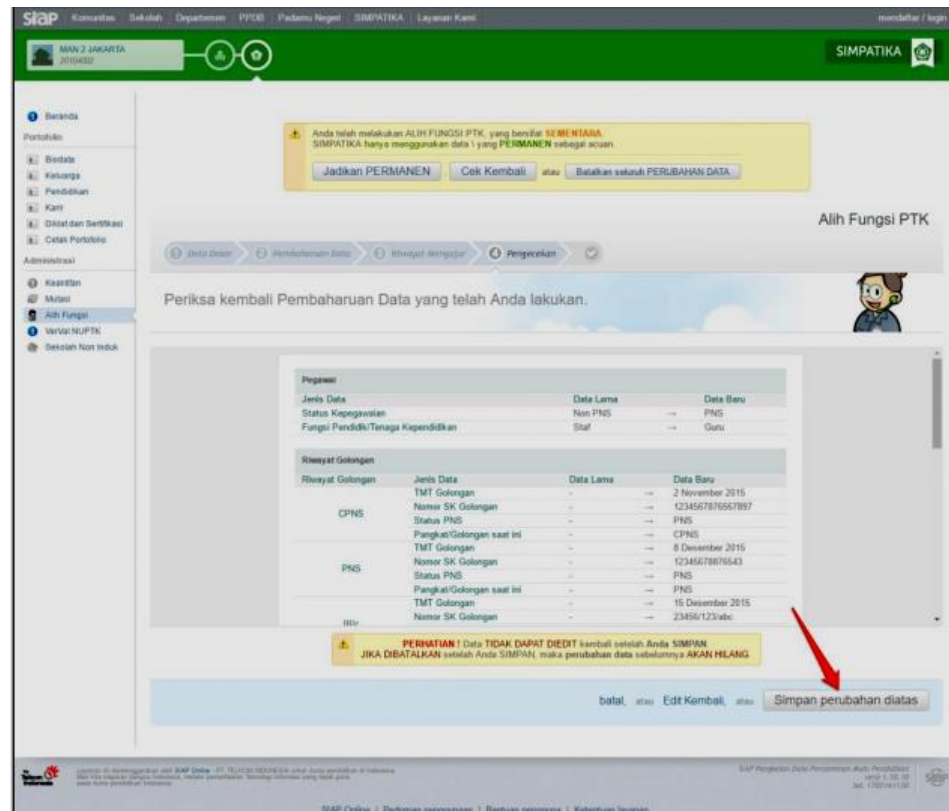 siap Komunitas Sekolah Departemen PPDB Padamu Negeri SIMPATIKA Layanan Kami mendaftar / login
MAN 2 JAKARTA
20104002
SIMPATIKA
Beranda
Portofolio
Biodata
Keluarga
Pendidikan
Karir
Diklat dan Sertifikasi
Cetak Portofolio
Administrasi
Keaktifan
Mutasi
Alih Fungsi
VerVal NUPTK
Sekolah Non Induk
Anda telah melakukan ALIH FUNGSI PTK, yang bersifat SEMENTARA.
SIMPATIKA hanya menggunakan data \ yang PERMANEN sebagai acuan.
Jadikan PERMANEN Cek Kembali atau Batalkan seluruh PERUBAHAN DATA
Alih Fungsi PTK
1 Data Dasar 2 Pembaharuan Data 3 Riwayat Mengajar 4 Pengecekan
Periksa kembali Pembaharuan Data yang telah Anda lakukan.
Pegawai
Jenis Data Data Lama Data Baru
Status Kepegawaian Non PNS → PNS
Fungsi Pendidik/Tenaga Kependidikan Staf → Guru
Riwayat Golongan
Riwayat Golongan Jenis Data Data Lama Data Baru
CPNS
TMT Golongan - → 2 November 2015
Nomor SK Golongan - → 1234567876567897
Status PNS - → PNS
Pangkat/Golongan saat ini - → CPNS
PNS
TMT Golongan - → 8 Desember 2015
Nomor SK Golongan - → 12345678876543
Status PNS - → PNS
Pangkat/Golongan saat ini - → PNS
TMT Golongan - → 15 Desember 2015
Nomor SK Golongan - → 23456/123/abc
PERHATIAN ! Data TIDAK DAPAT DIEDIT kembali setelah Anda SIMPAN.
JIKA DIBATALKAN setelah Anda SIMPAN, maka perubahan data sebelumnya AKAN HILANG.
batal, atau Edit Kembali, atau Simpan perubahan diatas
Telkom Indonesia
SIAP Online | Pedoman penggunaan | Bantuan pengguna | Ketentuan layanan